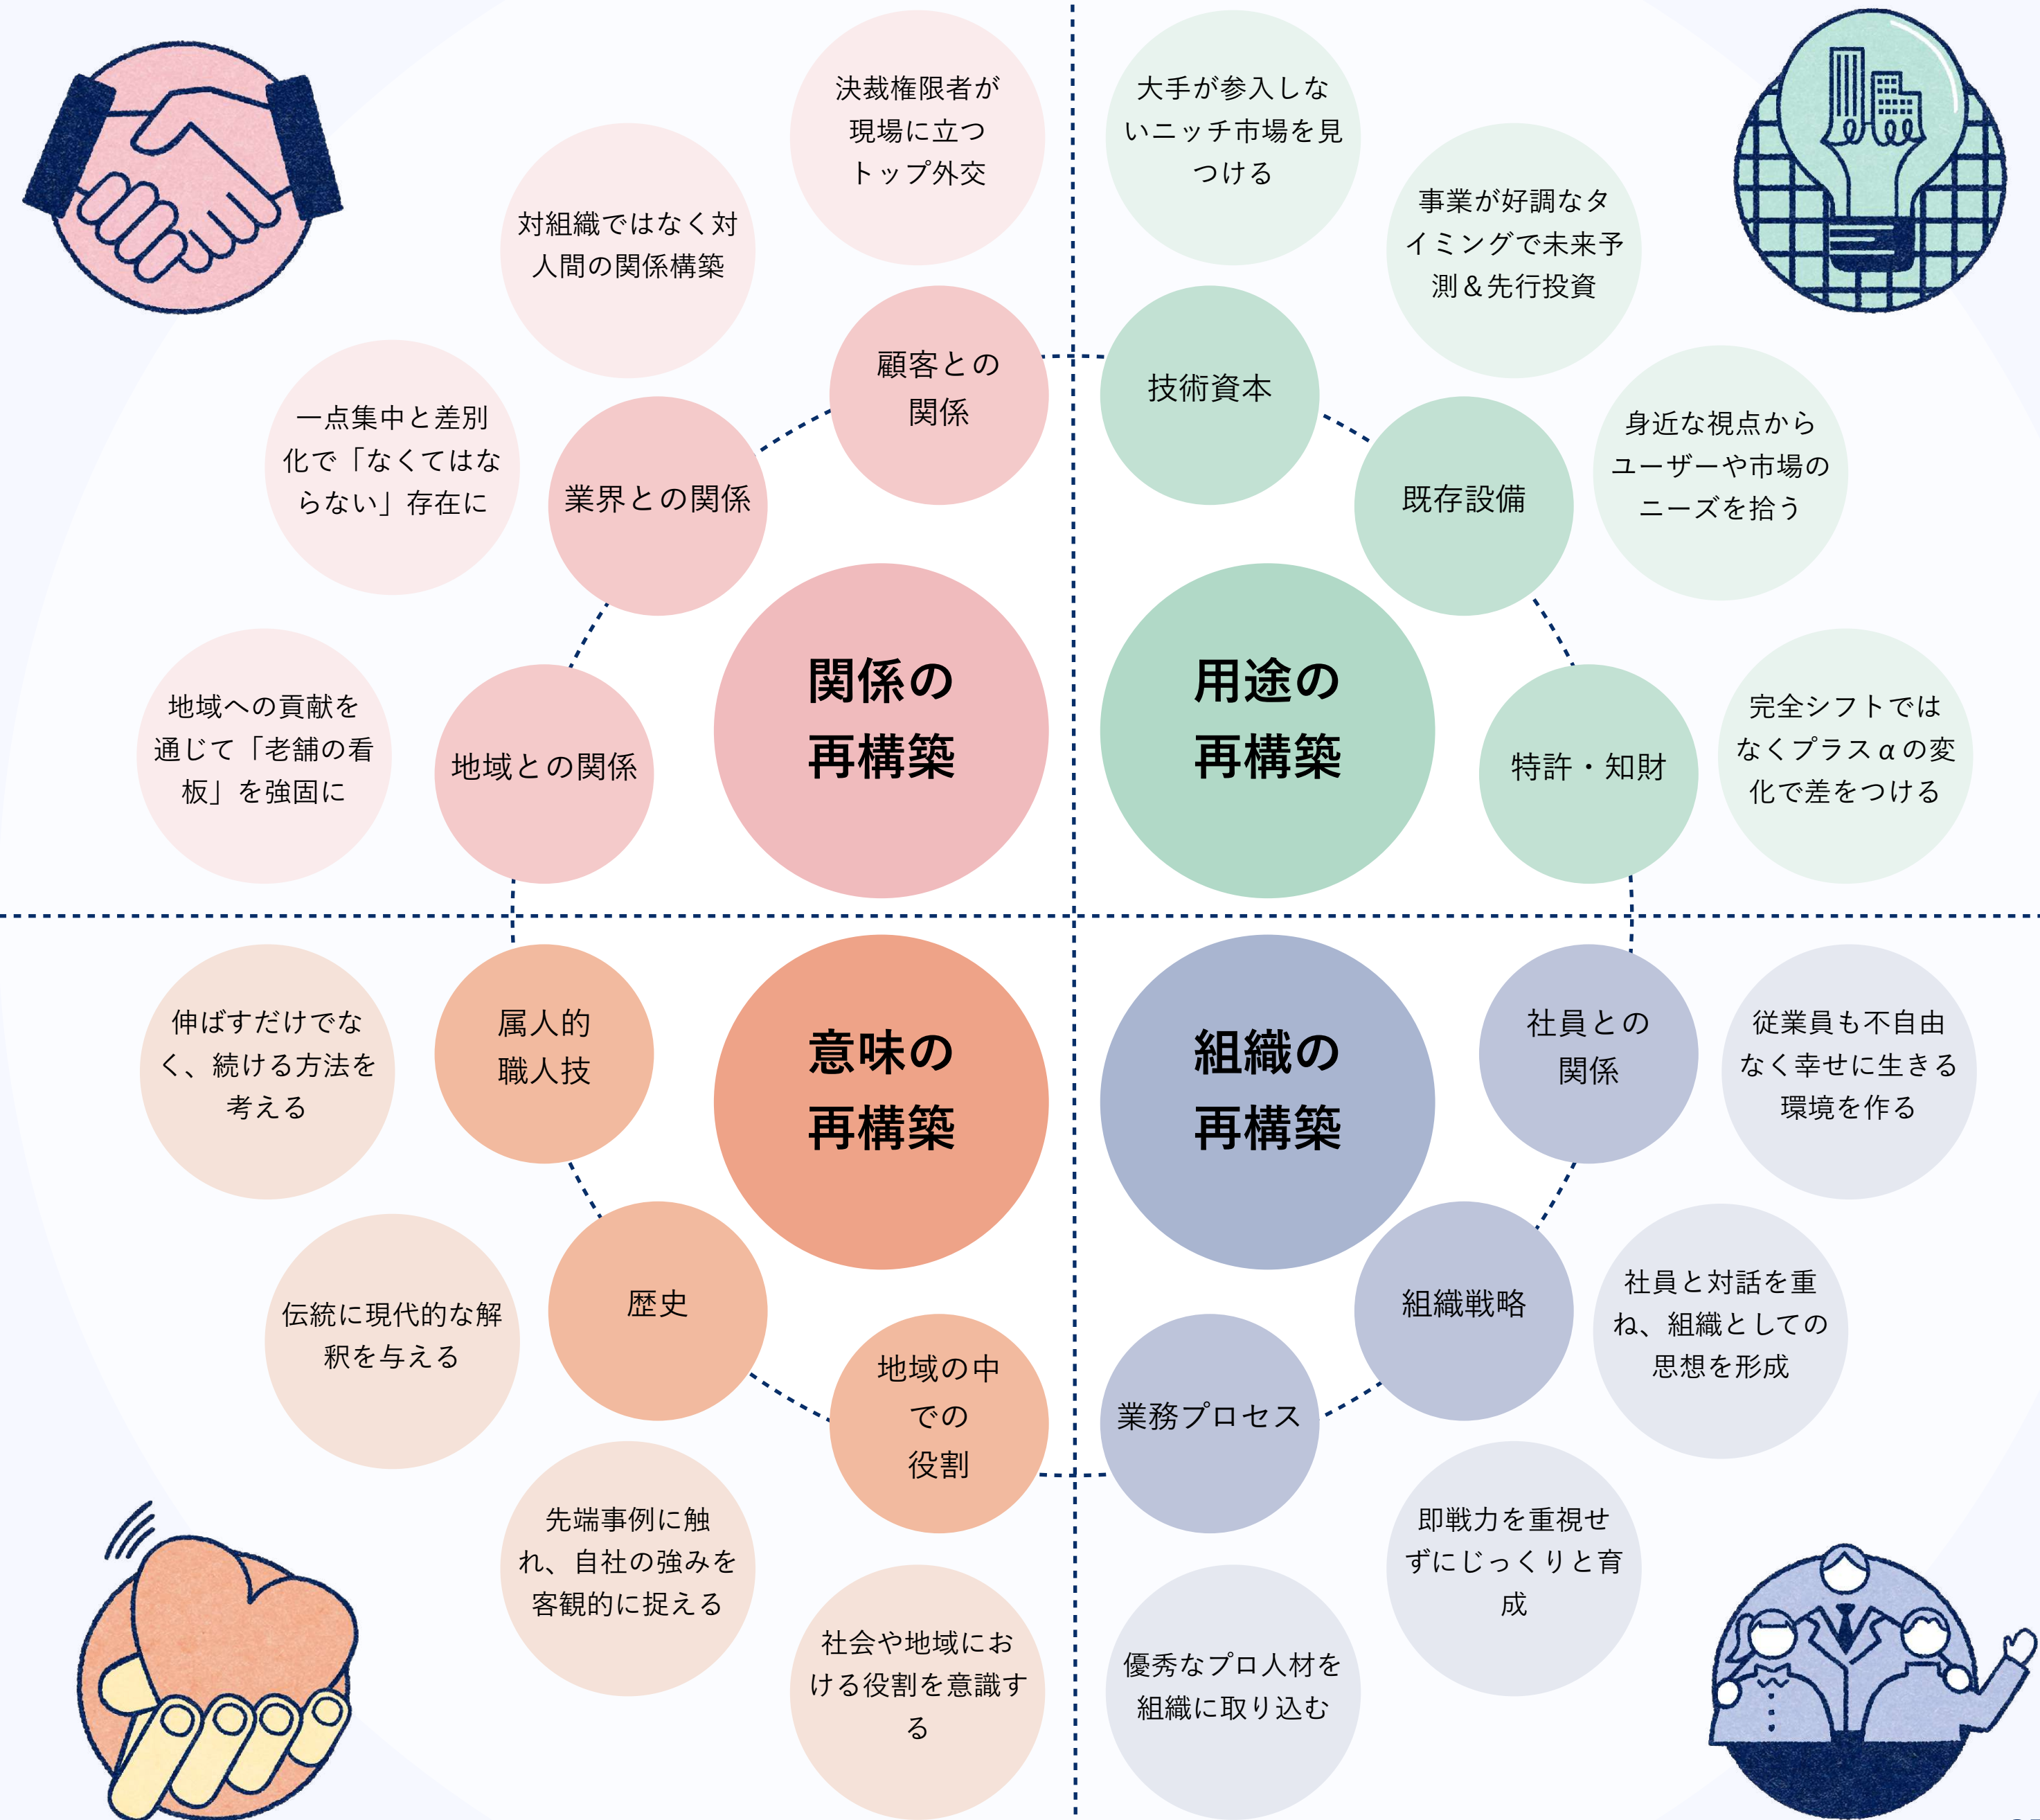 決裁権限者が
現場に立つ
トップ外交
対組織ではなく対
人間の関係構築
一点集中と差別
化で「なくてはな
らない」存在に
地域への貢献を
通じて「老舗の看
板」を強固に
顧客との
関係
業界との関係
地域との関係
関係の
再構築
大手が参入しな
いニッチ市場を見
つける
事業が好調なタ
イミングで未来予
測＆先行投資
身近な視点から
ユーザーや市場の
ニーズを拾う
完全シフトでは
なくプラスαの変
化で差をつける
技術資本
既存設備
特許・知財
用途の
再構築
意味の
再構築
属人的
職人技
歴史
地域の中
での
役割
伸ばすだけでな
く、続ける方法を
考える
伝統に現代的な解
釈を与える
先端事例に触
れ、自社の強みを
客観的に捉える
社会や地域にお
ける役割を意識す
る
組織の
再構築
社員との
関係
組織戦略
業務プロセス
従業員も不自由
なく幸せに生きる
環境を作る
社員と対話を重
ね、組織としての
思想を形成
即戦力を重視せ
ずにじっくりと育
成
優秀なプロ人材を
組織に取り込む